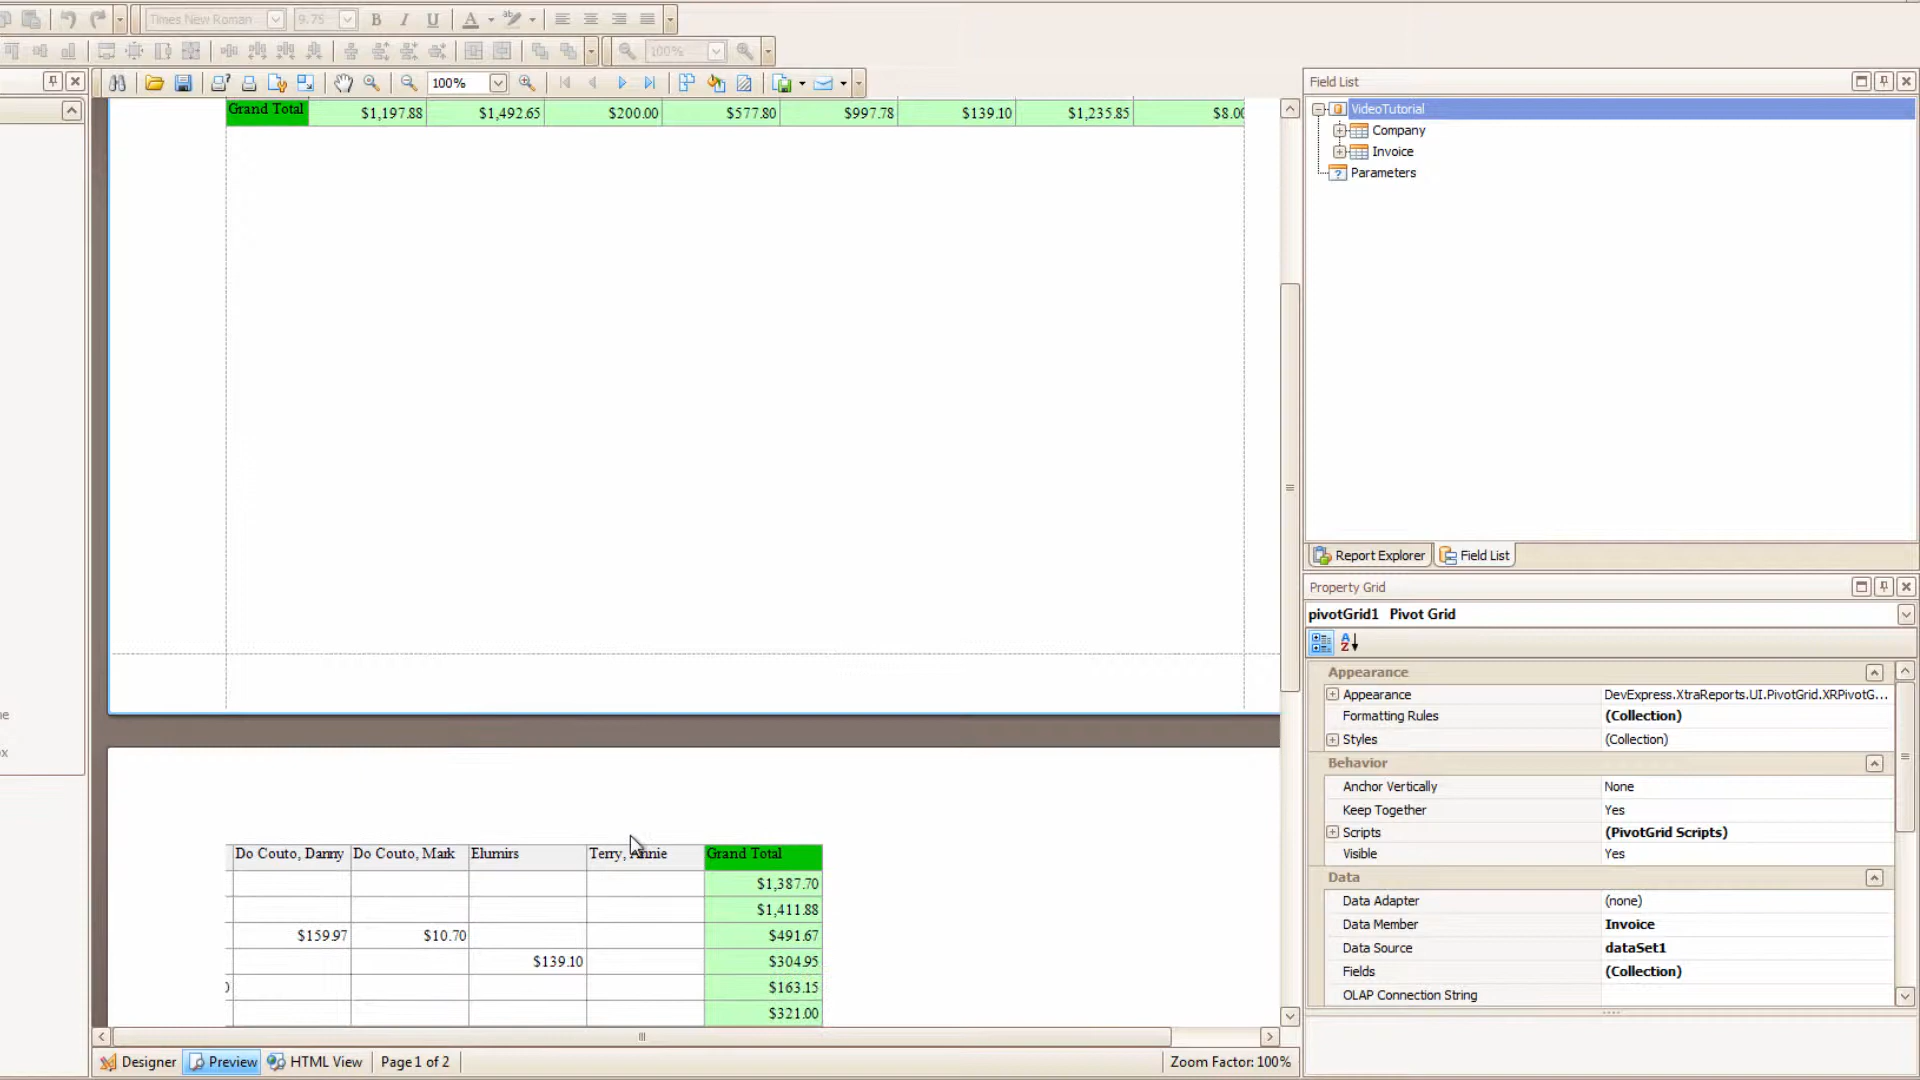 Times New Roman 9.75 B I U A ab
100%
100%
Grand Total $1,197.88 $1,492.65 $200.00 $577.80 $997.78 $139.10 $1,235.85 $8.00
Do Couto, Danny Do Couto, Mark Elumirs Terry, Annie Grand Total
$1,387.70
$1,411.88
$159.97 $10.70 $491.67
$139.10 $304.95
$163.15
$321.00
Designer Preview HTML View Page 1 of 2 Zoom Factor: 100%
Field List
VideoTutorial
Company
Invoice
Parameters
Report Explorer Field List
Property Grid
pivotGrid1 Pivot Grid
Appearance
Appearance DevExpress.XtraReports.UI.PivotGrid.XRPivotG...
Formatting Rules (Collection)
Styles (Collection)
Behavior
Anchor Vertically None
Keep Together Yes
Scripts (PivotGrid Scripts)
Visible Yes
Data
Data Adapter (none)
Data Member Invoice
Data Source dataSet1
Fields (Collection)
OLAP Connection String